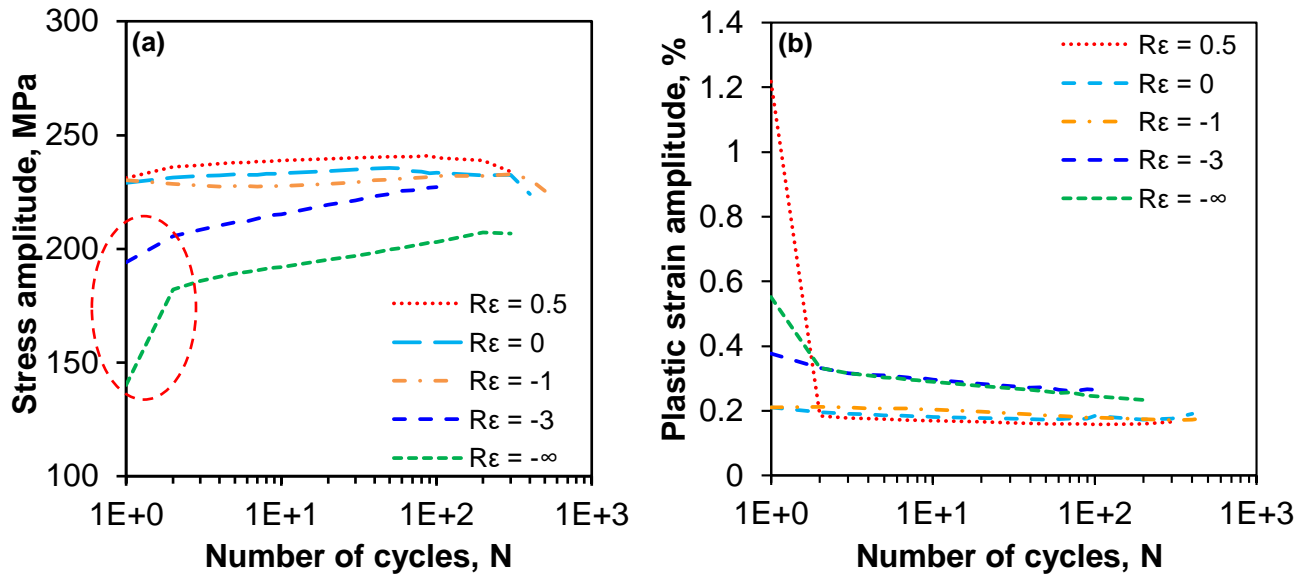 (a)
Stress amplitude, MPa
300
250
200
150
100
1E+0
1E+1
1E+2
1E+3
Number of cycles, N
Rε = 0.5
Rε = 0
Rε = -1
Rε = -3
Rε = -∞
(b)
Plastic strain amplitude, %
1.4
1.2
1
0.8
0.6
0.4
0.2
0
1E+0
1E+1
1E+2
1E+3
Number of cycles, N
Rε = 0.5
Rε = 0
Rε = -1
Rε = -3
Rε = -∞